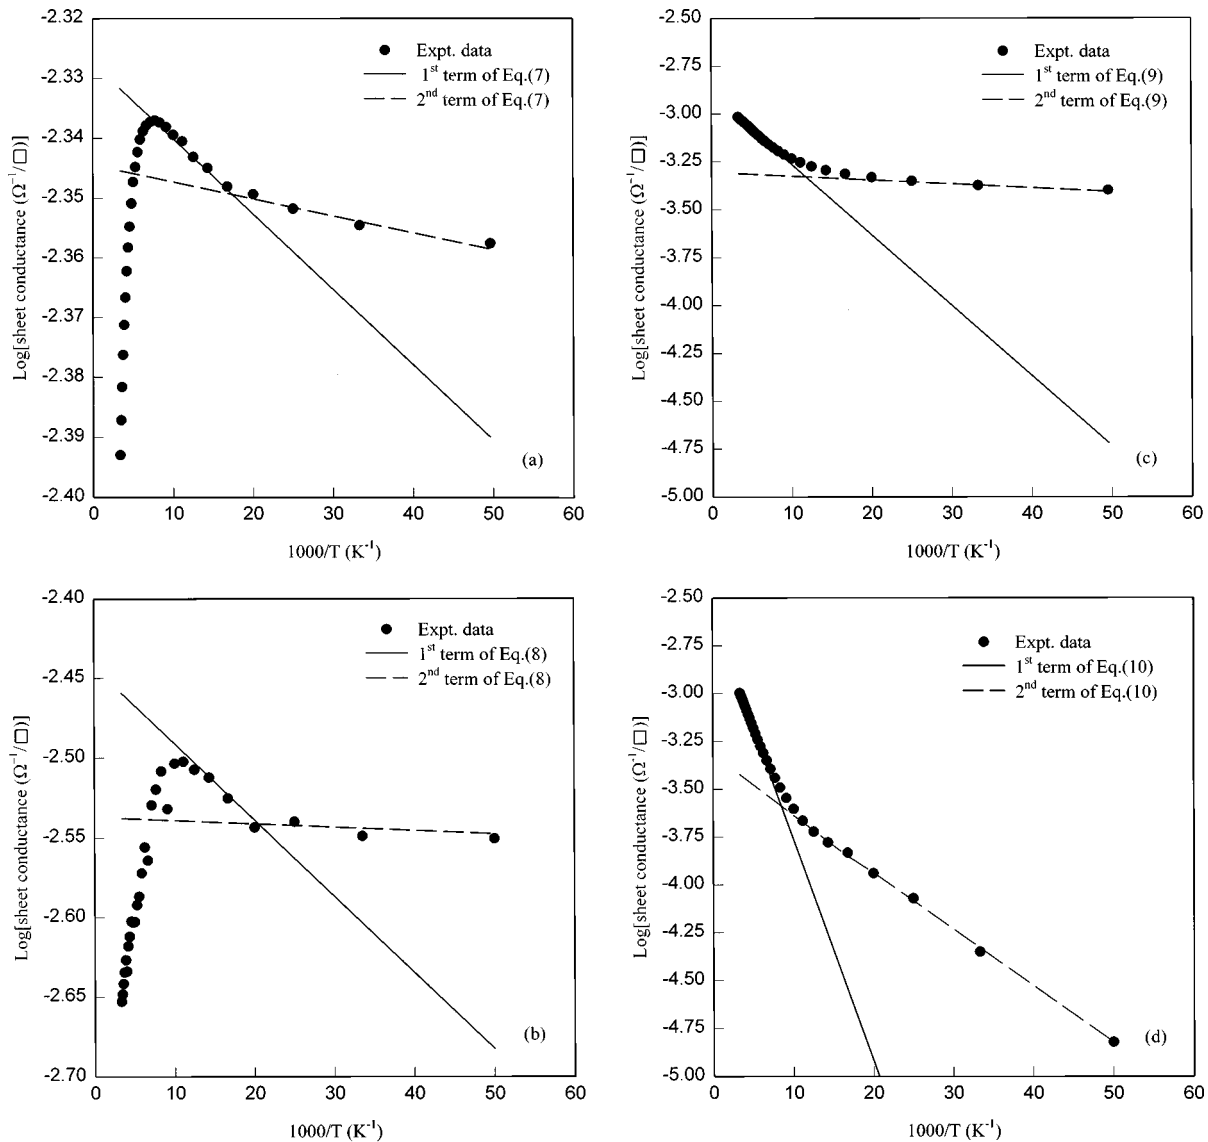 -2.32
-2.33
-2.34
-2.35
-2.36
-2.37
-2.38
-2.39
-2.40
Log[sheet conductance (Ω⁻¹/□)]
Expt. data
1ˢᵗ term of Eq.(7)
2ⁿᵈ term of Eq.(7)
(a)
0 10 20 30 40 50 60
1000/T (K⁻¹)
-2.50
-2.75
-3.00
-3.25
-3.50
-3.75
-4.00
-4.25
-4.50
-4.75
-5.00
Log[sheet conductance (Ω⁻¹/□)]
Expt. data
1ˢᵗ term of Eq.(9)
2ⁿᵈ term of Eq.(9)
(c)
0 10 20 30 40 50 60
1000/T (K⁻¹)
-2.40
-2.45
-2.50
-2.55
-2.60
-2.65
-2.70
Log[sheet conductance (Ω⁻¹/□)]
Expt. data
1ˢᵗ term of Eq.(8)
2ⁿᵈ term of Eq.(8)
(b)
0 10 20 30 40 50 60
1000/T (K⁻¹)
-2.50
-2.75
-3.00
-3.25
-3.50
-3.75
-4.00
-4.25
-4.50
-4.75
-5.00
Log[sheet conductance (Ω⁻¹/□)]
Expt. data
1ˢᵗ term of Eq.(10)
2ⁿᵈ term of Eq.(10)
(d)
0 10 20 30 40 50 60
1000/T (K⁻¹)